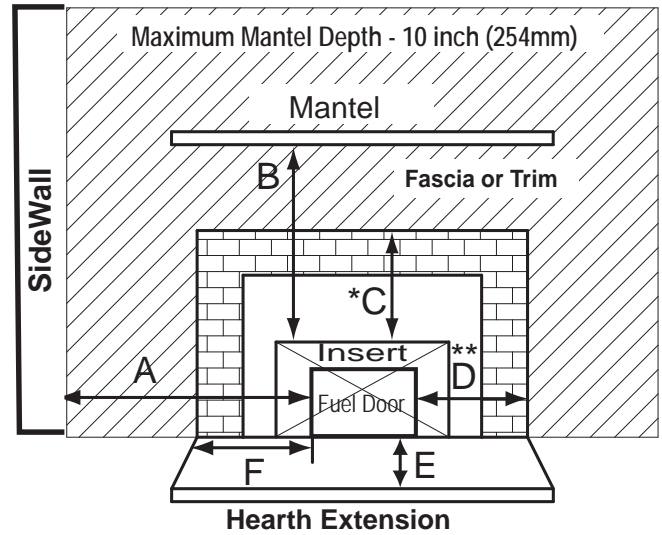 Maximum Mantel Depth - 10 inch (254mm)
Mantel
SideWall
B
Fascia or Trim
*C
Insert
**
A
D
Fuel Door
F
E
Hearth Extension